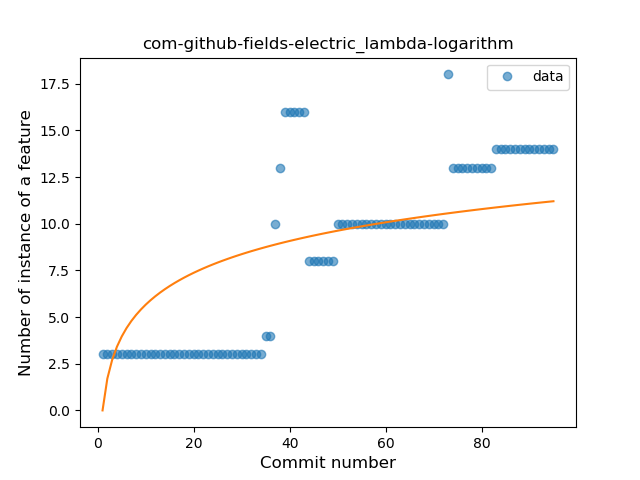 com-github-fields-electric_lambda-logarithm
data
Number of instance of a feature
17.5
15.0
12.5
10.0
7.5
5.0
2.5
0.0
0 20 40 60 80
Commit number